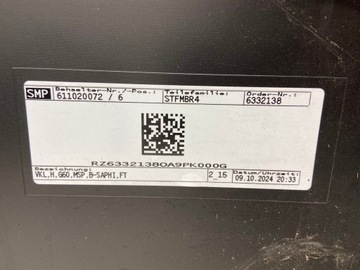 SMP Behaelter-Nr./-Pos.: Teilefamilie: Order-Nr.:
611020072 / 6 STFMBR4 6332138
RZ63321380A9PK000G
Bezeichnung: Datum/Uhrzeit:
VKL,H,G60,MSP,B-SAPHI,FT 2_15 09.10.2024 20:33